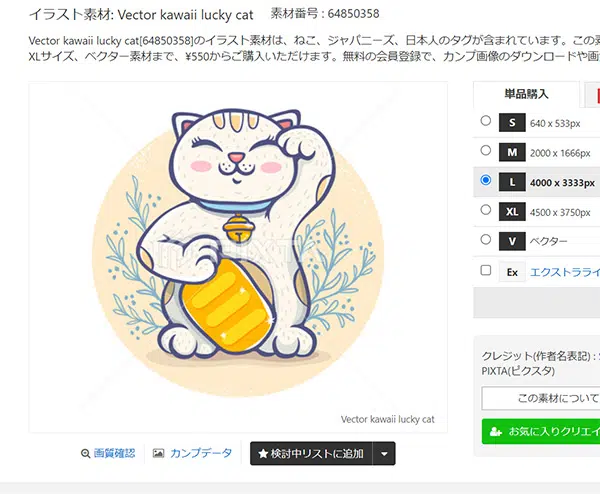 イラスト素材: Vector kawaii lucky cat 素材番号 : 64850358
Vector kawaii lucky cat[64850358]のイラスト素材は、ねこ、ジャパニーズ、日本人のタグが含まれています。この素
XLサイズ、ベクター素材まで、¥550からご購入いただけます。無料の会員登録で、カンプ画像のダウンロードや画
単品購入
S 640 x 533px
M 2000 x 1666px
L 4000 x 3333px
XL 4500 x 3750px
V ベクター
Ex エクストラライ
PIXTA
クレジット(作者名表記) :
PIXTA(ピクスタ)
この素材について
お気に入りクリエイ
Vector kawaii lucky cat
画質確認 カンプデータ ★検討中リストに追加